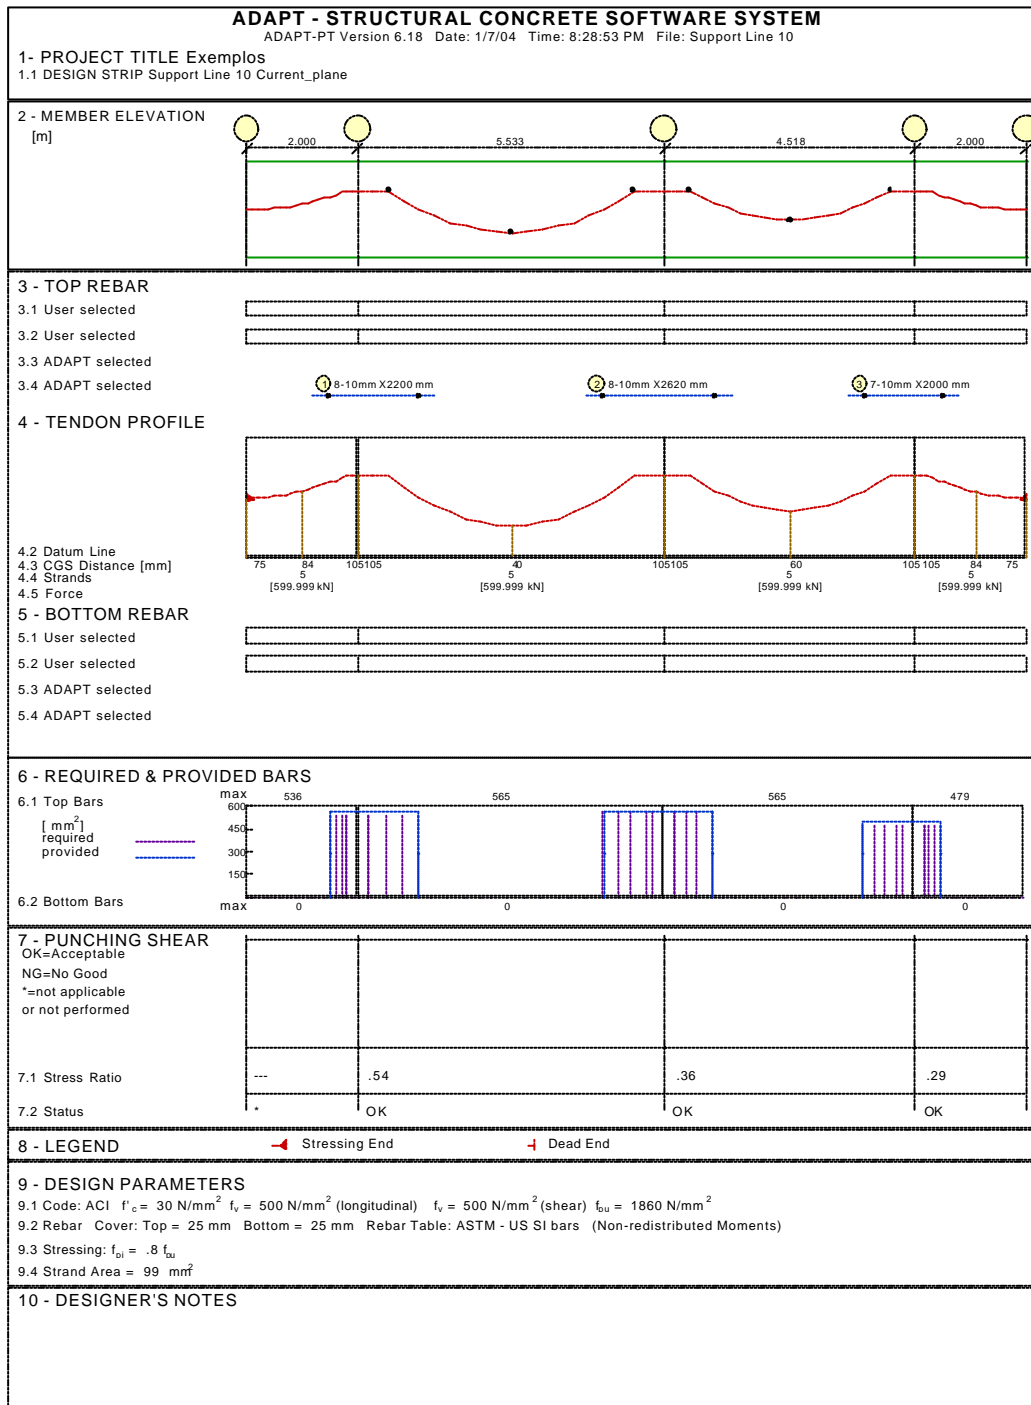 ADAPT - STRUCTURAL CONCRETE SOFTWARE SYSTEM
ADAPT-PT Version 6.18 Date: 1/7/04 Time: 8:28:53 PM File: Support Line 10
1- PROJECT TITLE Exemplos
1.1 DESIGN STRIP Support Line 10 Current_plane
2 - MEMBER ELEVATION
[m]
2.000 5.533 4.518 2.000
3 - TOP REBAR
3.1 User selected
3.2 User selected
3.3 ADAPT selected
3.4 ADAPT selected
1 8-10mm X2200 mm 2 8-10mm X2620 mm 3 7-10mm X2000 mm
4 - TENDON PROFILE
4.2 Datum Line
4.3 CGS Distance [mm] 75 84 105 105 40 105 105 60 105 105 84 75
4.4 Strands 5 5 5 5
4.5 Force [599.999 kN] [599.999 kN] [599.999 kN] [599.999 kN]
5 - BOTTOM REBAR
5.1 User selected
5.2 User selected
5.3 ADAPT selected
5.4 ADAPT selected
6 - REQUIRED & PROVIDED BARS
6.1 Top Bars max 536 565 565 479
[ mm2]
required
provided
600
450
300
150
6.2 Bottom Bars max 0 0 0 0
7 - PUNCHING SHEAR
OK=Acceptable
NG=No Good
*=not applicable
or not performed
7.1 Stress Ratio --- .54 .36 .29
7.2 Status * OK OK OK
8 - LEGEND Stressing End Dead End
9 - DESIGN PARAMETERS
9.1 Code: ACI f'c = 30 N/mm2 fy = 500 N/mm2 (longitudinal) fy = 500 N/mm2 (shear) fpu = 1860 N/mm2
9.2 Rebar Cover: Top = 25 mm Bottom = 25 mm Rebar Table: ASTM - US SI bars (Non-redistributed Moments)
9.3 Stressing: fpi = .8 fpu
9.4 Strand Area = 99 mm2
10 - DESIGNER'S NOTES